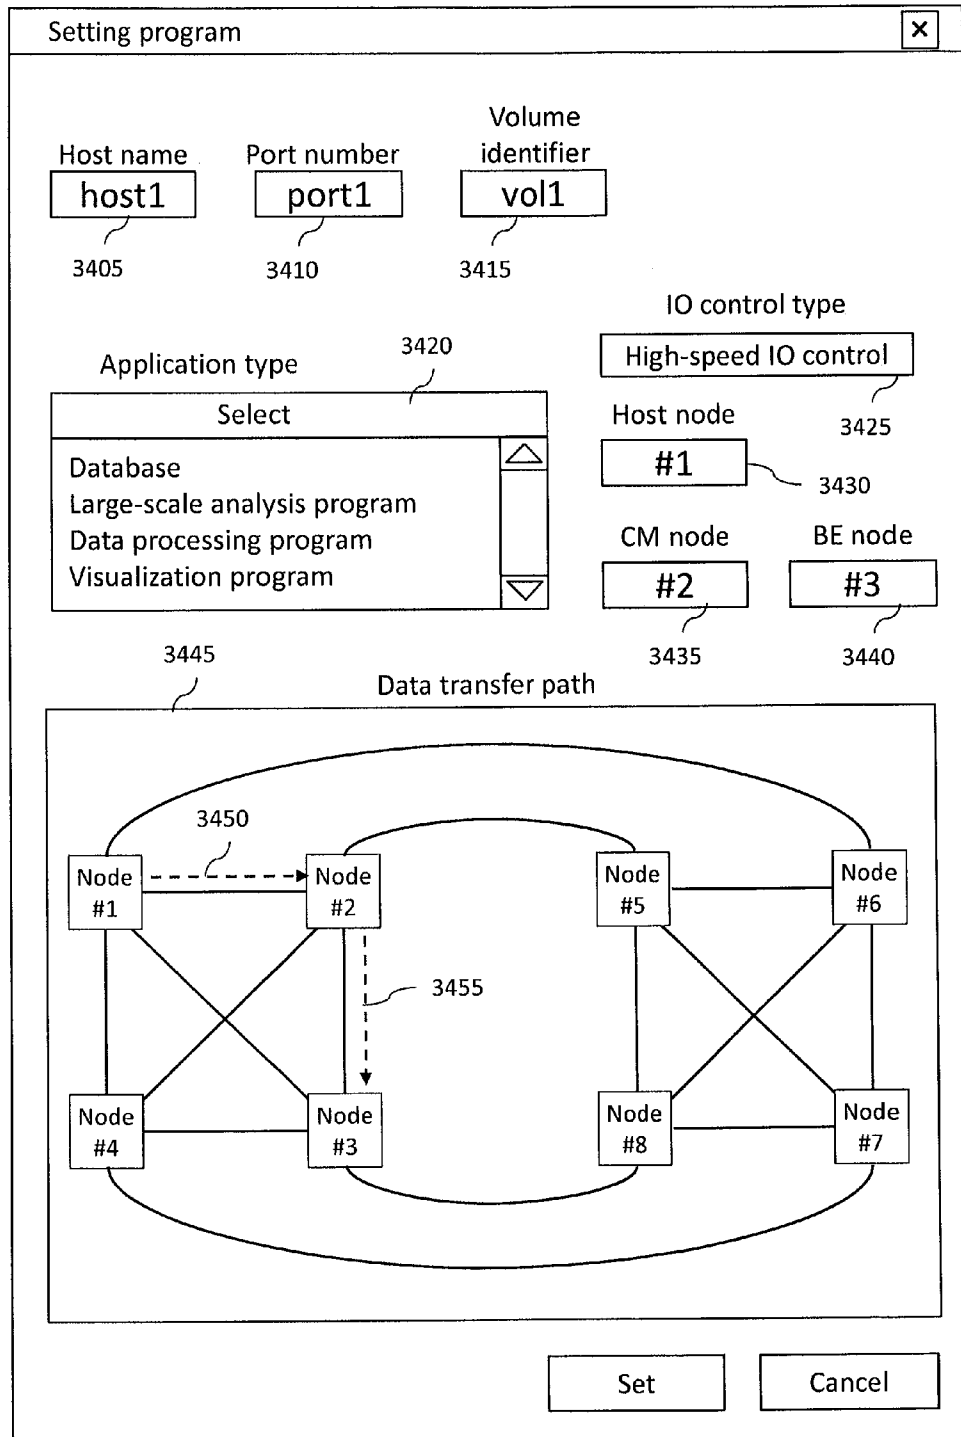 Setting program
×
Volume
Host name Port number identifier
host1 port1 vol1
3405 3410 3415
IO control type
3420
High-speed IO control
Application type
Select
Host node
3425
#1
Database
3430
Large-scale analysis program
Data processing program
CM node BE node
Visualization program
#2 #3
3445
3435 3440
Data transfer path
3450
Node
#1
Node
#2
Node
#5
Node
#6
3455
Node
#4
Node
#3
Node
#8
Node
#7
Set Cancel